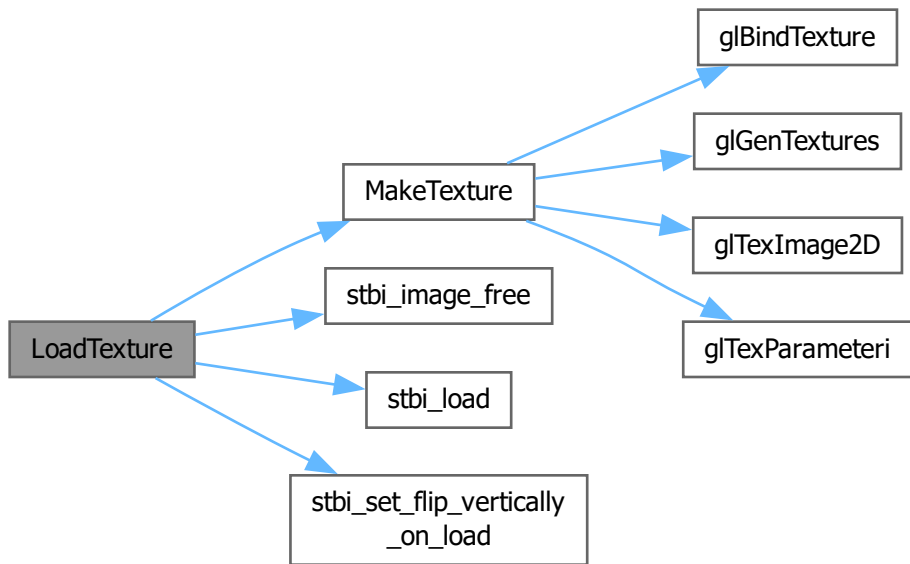 glBindTexture
glGenTextures
MakeTexture
glTexImage2D
stbi_image_free
LoadTexture
glTexParameteri
stbi_load
stbi_set_flip_vertically
_on_load